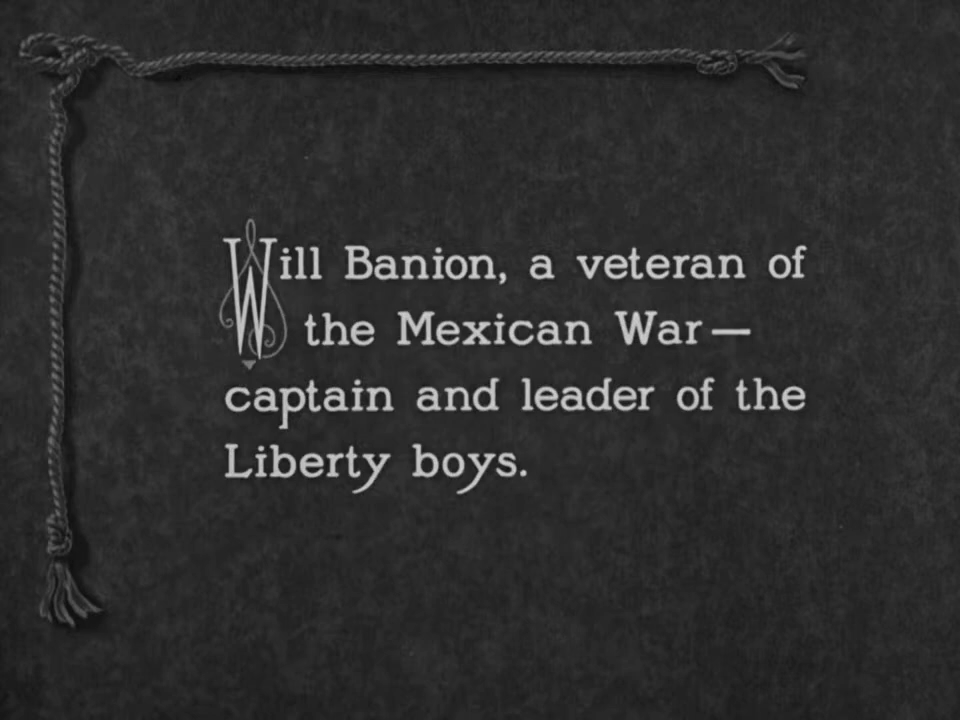 Will Banion, a veteran of
the Mexican War—
captain and leader of the
Liberty boys.